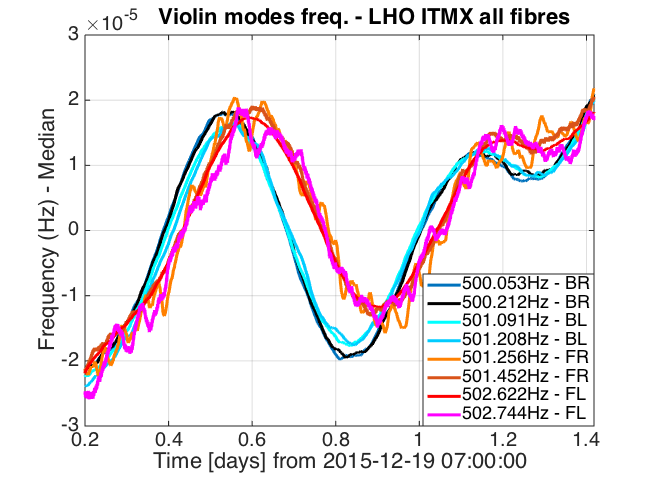 Violin modes freq. - LHO ITMX all fibres
×10-5
3
2
1
0
-1
-2
-3
Frequency (Hz) - Median
500.053Hz - BR
500.212Hz - BR
501.091Hz - BL
501.208Hz - BL
501.256Hz - FR
501.452Hz - FR
502.622Hz - FL
502.744Hz - FL
0.2 0.4 0.6 0.8 1 1.2 1.4
Time [days] from 2015-12-19 07:00:00